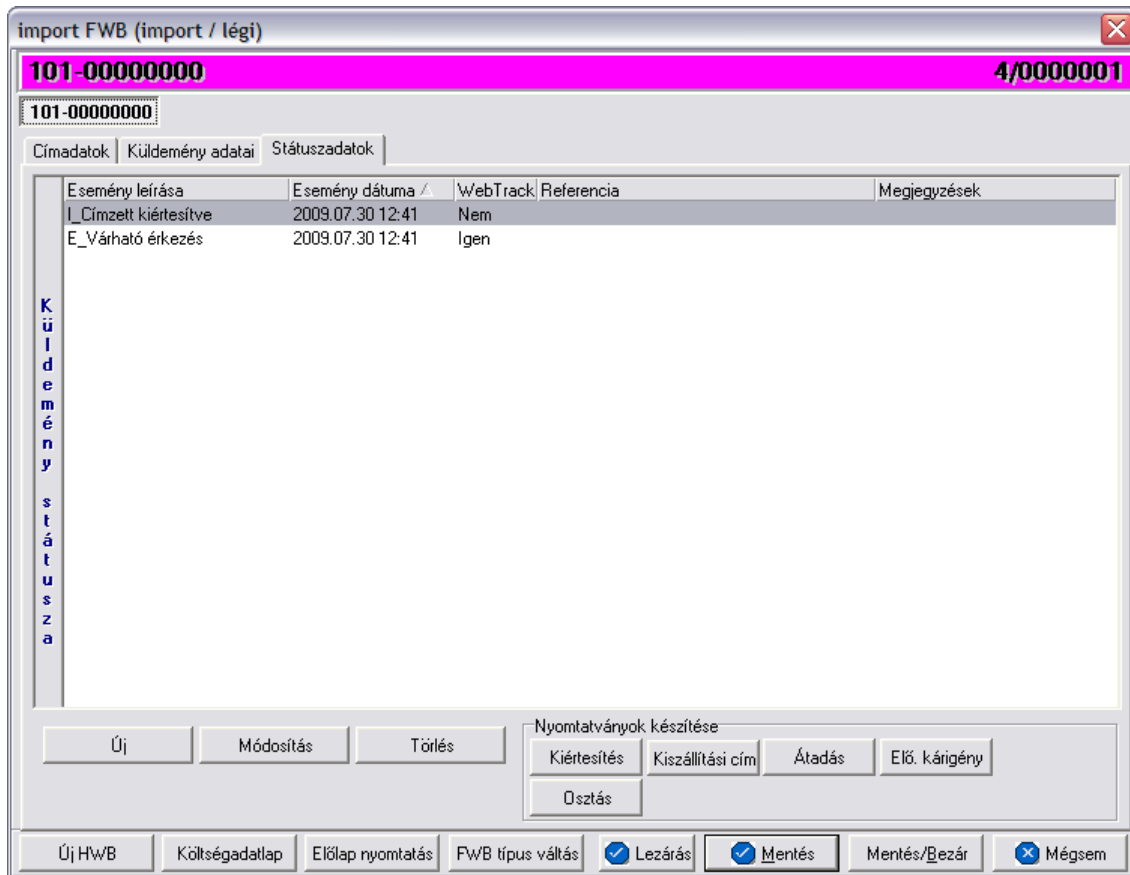 import FWB (import / légi)
101-00000000 4/0000001
101-00000000
Címadatok Küldemény adatai Státuszadatok
Esemény leírása Esemény dátuma WebTrack Referencia Megjegyzések
I_Címzett kiértesítve 2009.07.30 12:41 Nem
E_Várható érkezés 2009.07.30 12:41 Igen
Küldemény státusza
Nyomtatványok készítése
Új Módosítás Törlés Kiértesítés Kiszállítási cím Átadás Elő. kárigény
Osztás
Új HWB Költségadatlap Előlap nyomtatás FWB típus váltás Lezárás Mentés Mentés/Bezár Mégsem